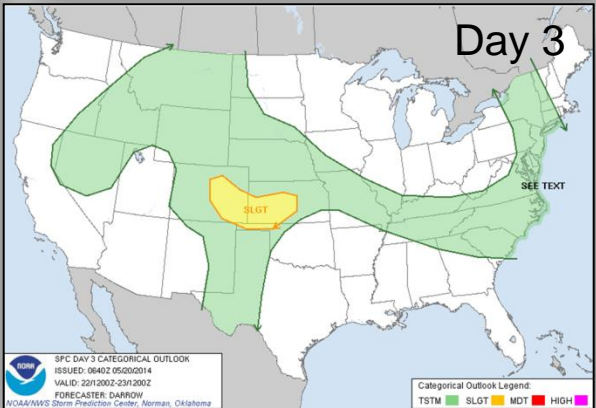 Day 3
SEE TEXT
SLGT
NOAA
SPC DAY 3 CATEGORICAL OUTLOOK
ISSUED: 0640Z 05/20/2014
VALID: 22/1200Z-23/1200Z
FORECASTER: DARROW
NOAA/NWS Storm Prediction Center, Norman, Oklahoma
Categorical Outlook Legend:
TSTM SLGT MDT HIGH